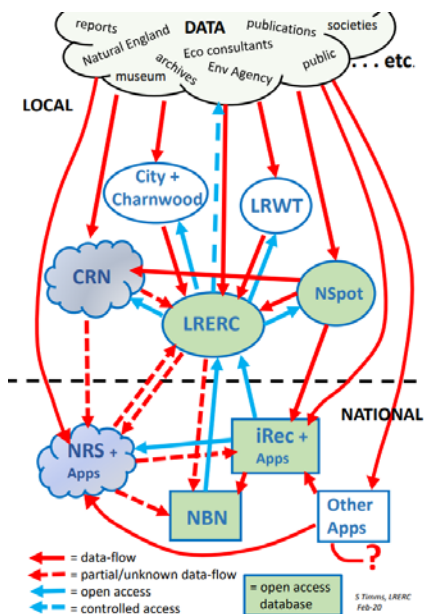 reports
DATA
publications
societies
Natural England
Eco consultants
public
museum
archives
Env Agency
. . . etc.
LOCAL
City +
Charnwood
LRWT
CRN
NSpot
LRERC
NATIONAL
NRS +
Apps
iRec +
Apps
NBN
Other
Apps
?
= data-flow
= partial/unknown data-flow
= open access
= controlled access
= open access
database
S Timms, LRERC
Feb-20